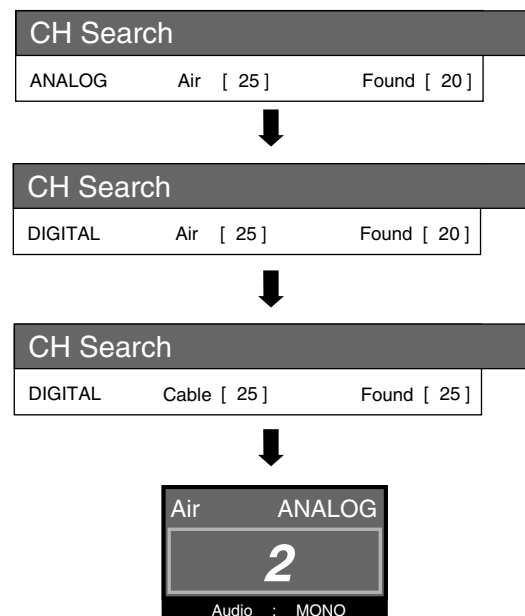 CH Search
ANALOG Air [ 25 ] Found [ 20 ]
CH Search
DIGITAL Air [ 25 ] Found [ 20 ]
CH Search
DIGITAL Cable [ 25 ] Found [ 25 ]
Air ANALOG
2
Audio : MONO